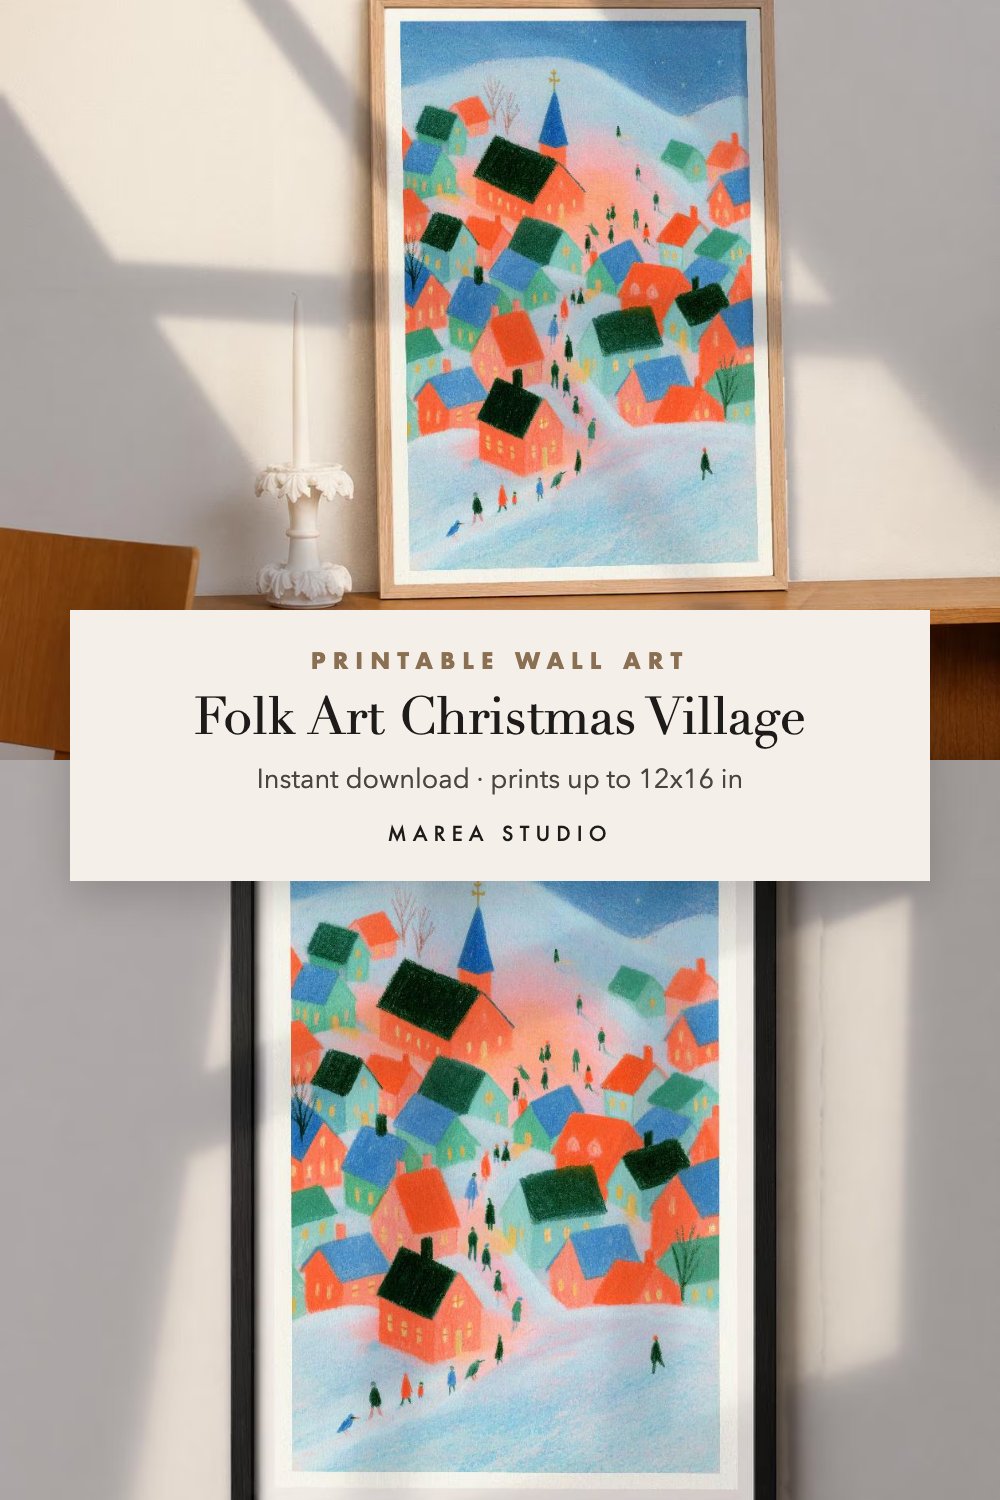 PRINTABLE WALL ART
Folk Art Christmas Village
Instant download · prints up to 12x16 in
MAREA STUDIO